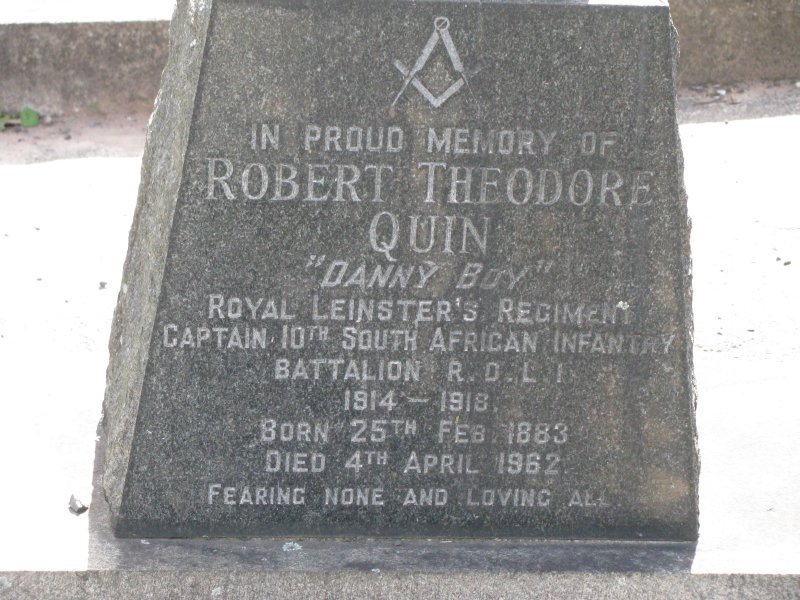 IN PROUD MEMORY OF
ROBERT THEODORE
QUIN
"DANNY BOY"
ROYAL LEINSTER'S REGIMENT
CAPTAIN 10TH SOUTH AFRICAN INFANTRY
BATTALION R.D.L.I.
1914 - 1918.
BORN 25TH FEB. 1883
DIED 4TH APRIL 1962.
FEARING NONE AND LOVING ALL.